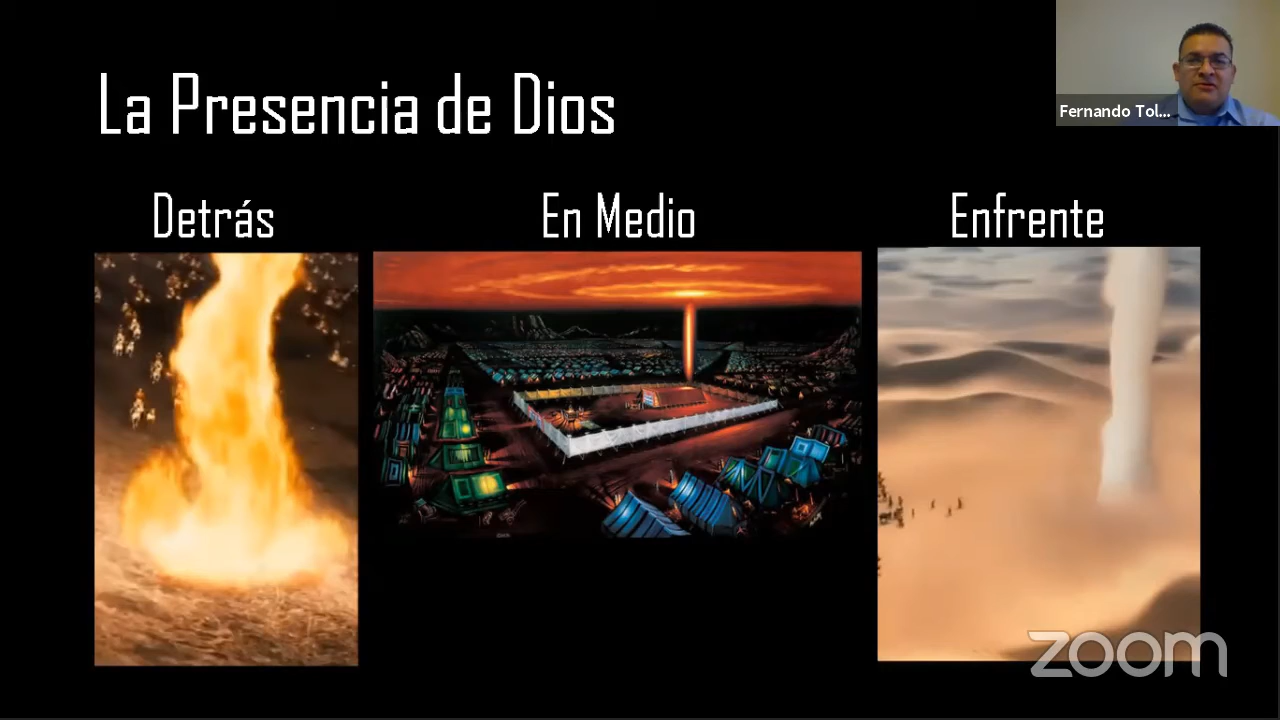 La Presencia de Dios
Fernando Tol...
Detrás
En Medio
Enfrente
zoom